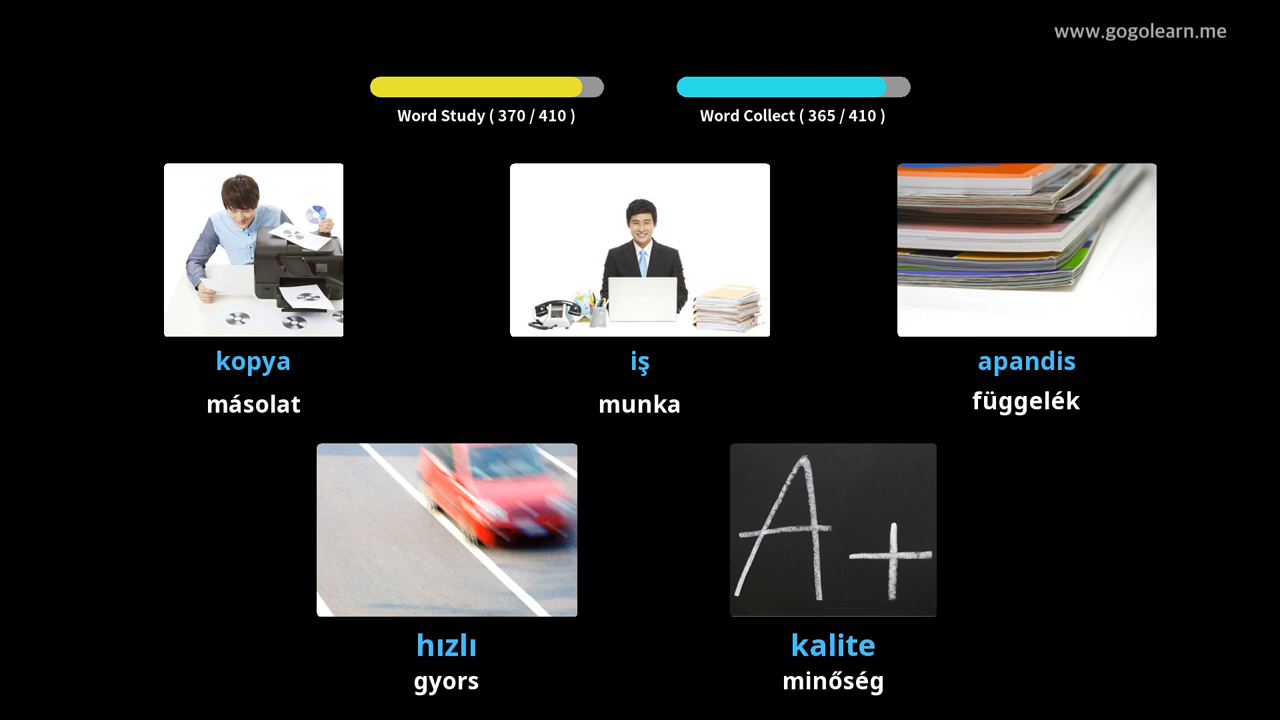 www.gogolearn.me
Word Study ( 370 / 410 )
Word Collect ( 365 / 410 )
kopya
iş
apandis
másolat
munka
függelék
A+
hızlı
kalite
gyors
minőség